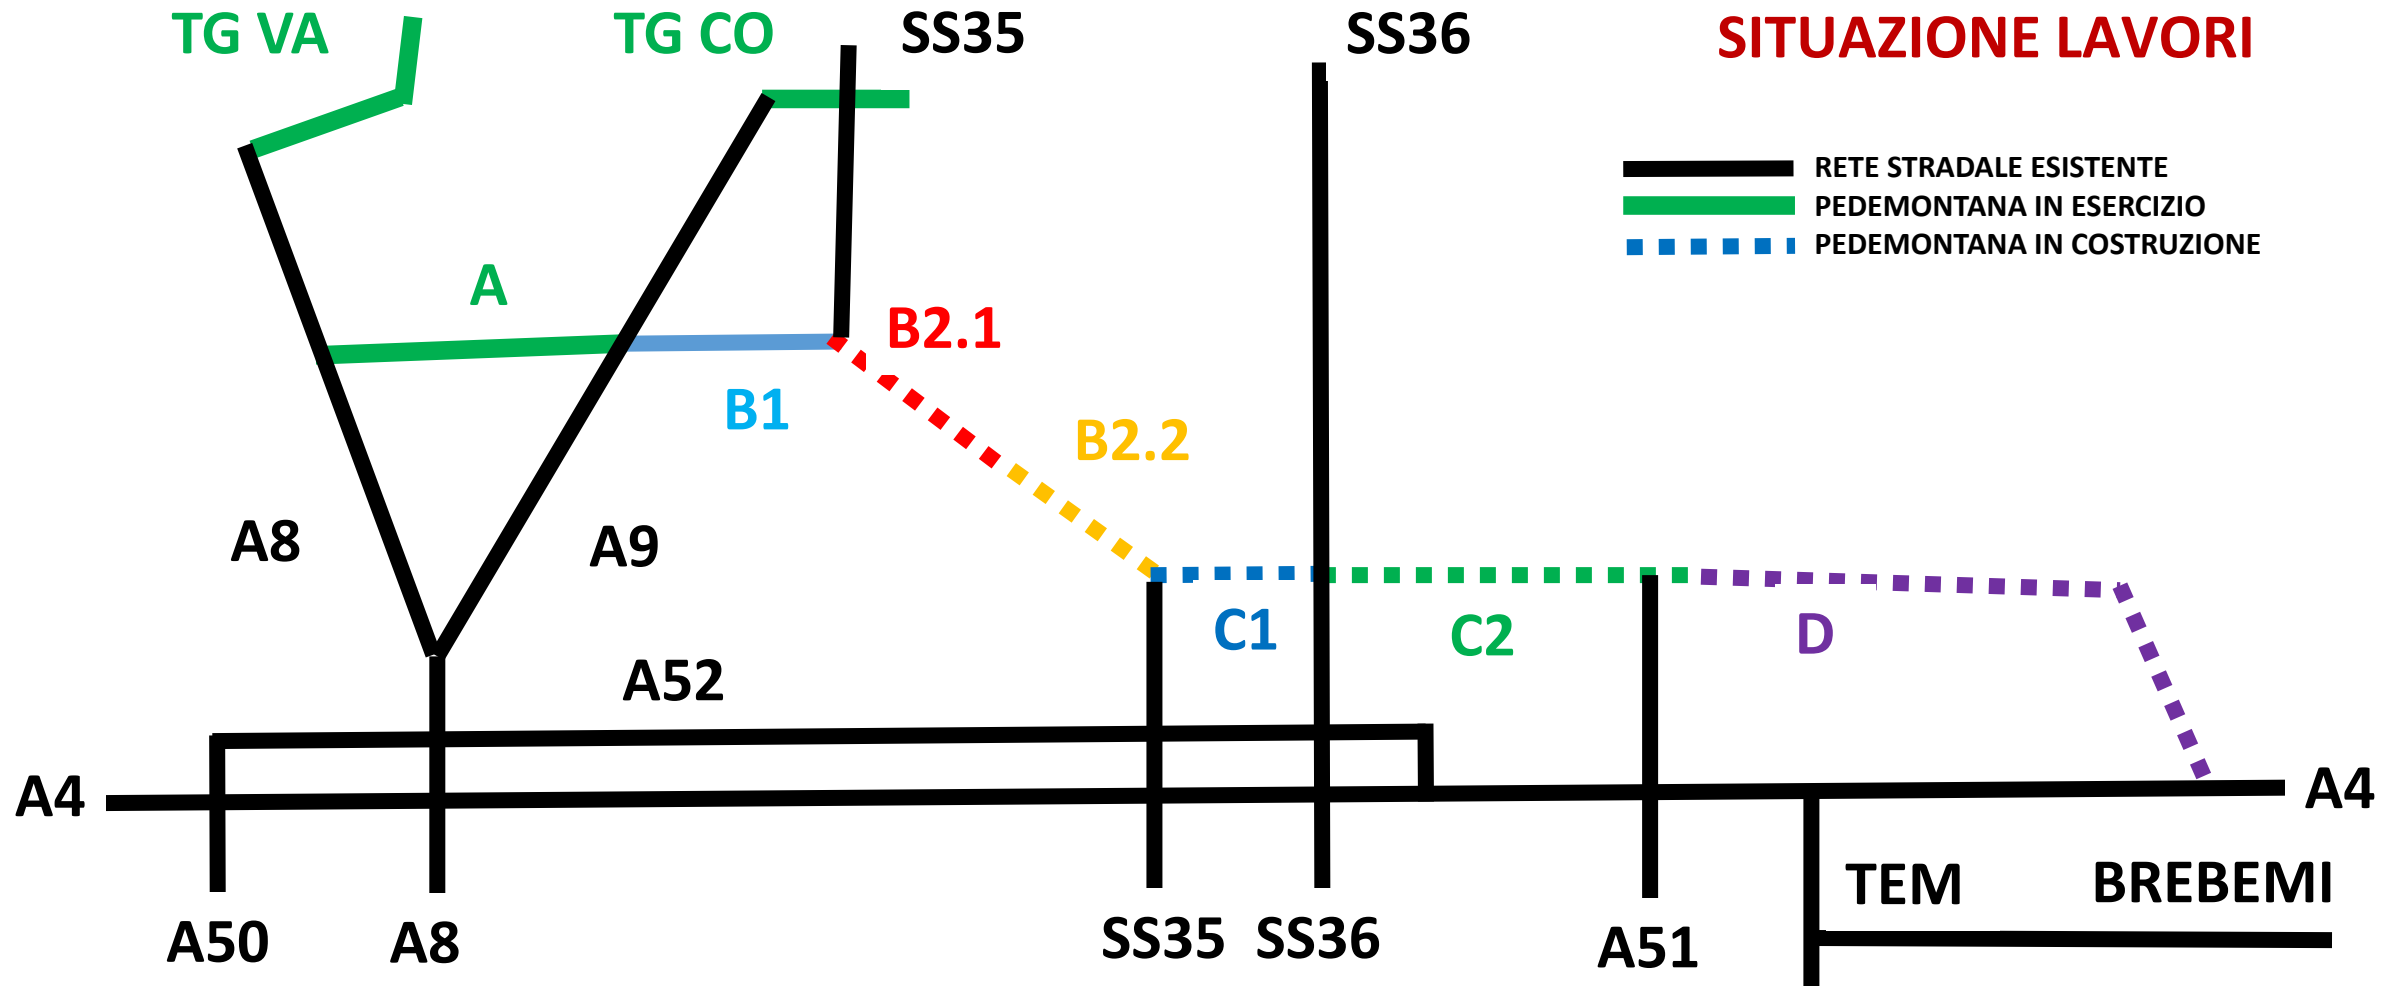 TG VA
TG CO
SS35
SS36
SITUAZIONE LAVORI
RETE STRADALE ESISTENTE
PEDEMONTANA IN ESERCIZIO
PEDEMONTANA IN COSTRUZIONE
A
B2.1
B1
B2.2
A8
A9
C1
C2
D
A52
A4
A4
TEM
BREBEMI
A50
A8
SS35
SS36
A51